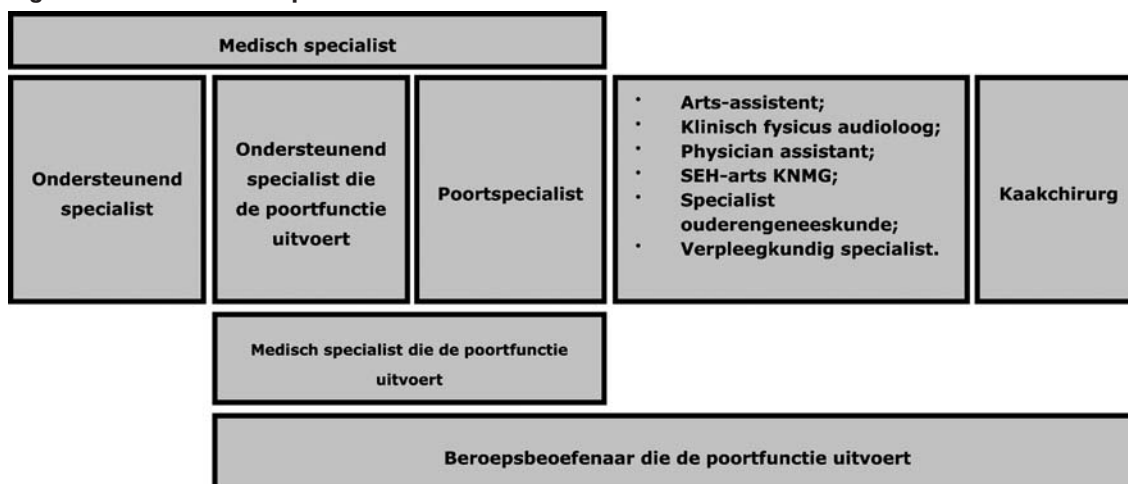 Medisch specialist
Ondersteunend
specialist
Ondersteunend
specialist die
de poortfunctie
uitvoert
Poortspecialist
· Arts-assistent;
· Klinisch fysicus audioloog;
· Physician assistant;
· SEH-arts KNMG;
· Specialist
ouderengeneeskunde;
· Verpleegkundig specialist.
Kaakchirurg
Medisch specialist die de poortfunctie
uitvoert
Beroepsbeoefenaar die de poortfunctie uitvoert